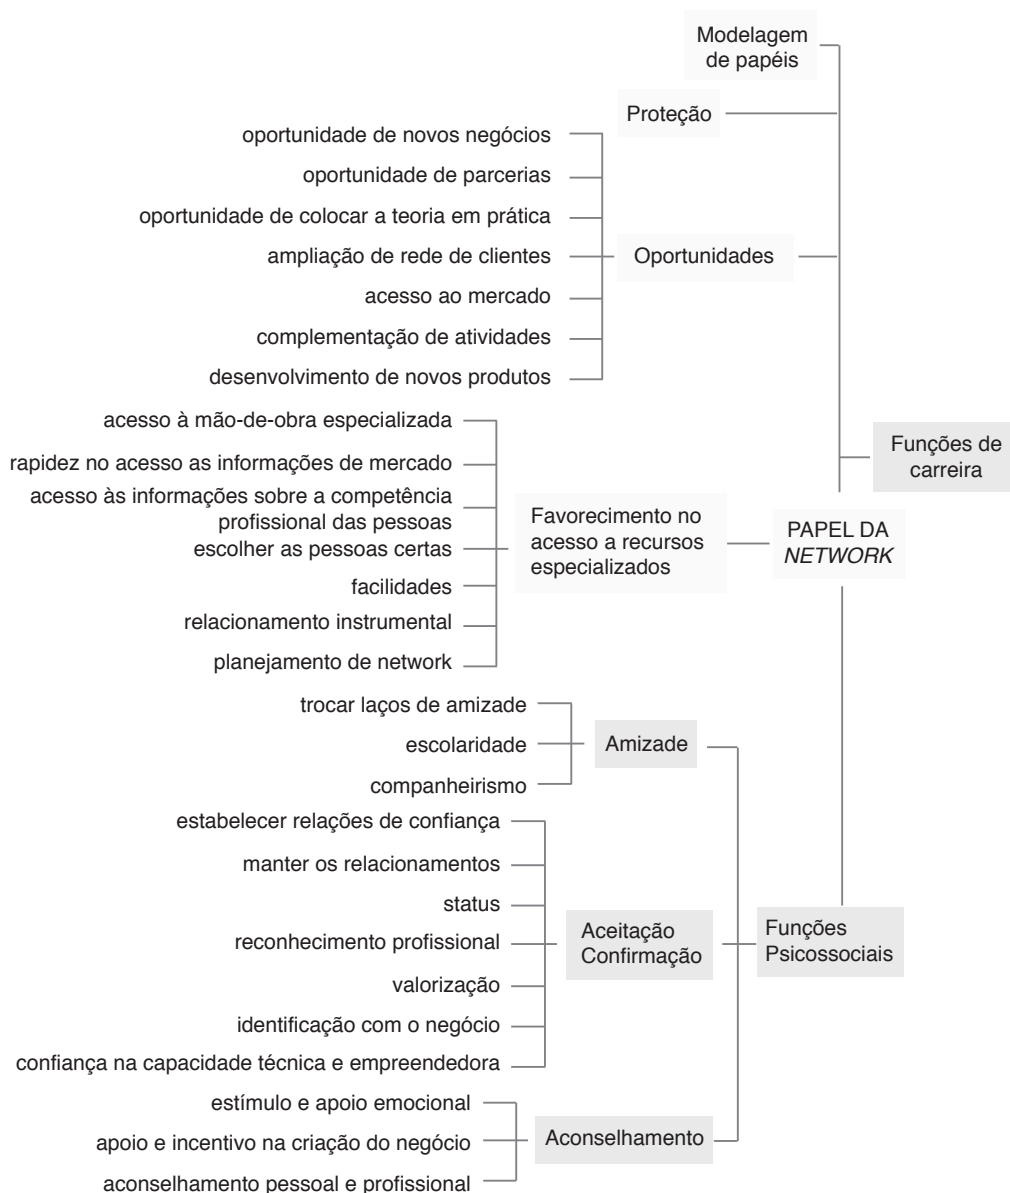 Modelagem
de papéis
Proteção
oportunidade de novos negócios
oportunidade de parcerias
oportunidade de colocar a teoria em prática
ampliação de rede de clientes
acesso ao mercado
complementação de atividades
desenvolvimento de novos produtos
Oportunidades
acesso à mão-de-obra especializada
rapidez no acesso as informações de mercado
acesso às informações sobre a competência
profissional das pessoas
escolher as pessoas certas
facilidades
relacionamento instrumental
planejamento de network
Favorecimento no
acesso a recursos
especializados
Funções de
carreira
PAPEL DA
NETWORK
trocar laços de amizade
escolaridade
companheirismo
Amizade
estabelecer relações de confiança
manter os relacionamentos
status
reconhecimento profissional
valorização
identificação com o negócio
confiança na capacidade técnica e empreendedora
Aceitação
Confirmação
Funções
Psicossociais
estímulo e apoio emocional
apoio e incentivo na criação do negócio
aconselhamento pessoal e profissional
Aconselhamento